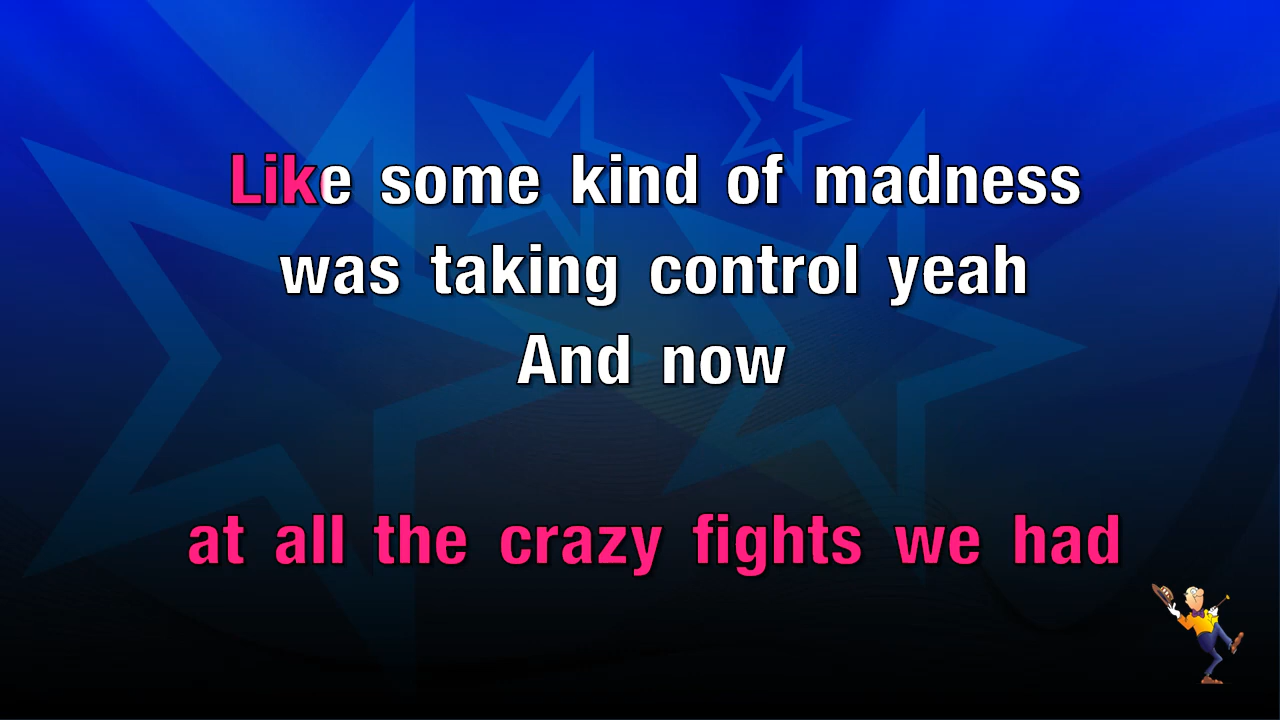 Like some kind of madness
was taking control yeah
And now
at all the crazy fights we had